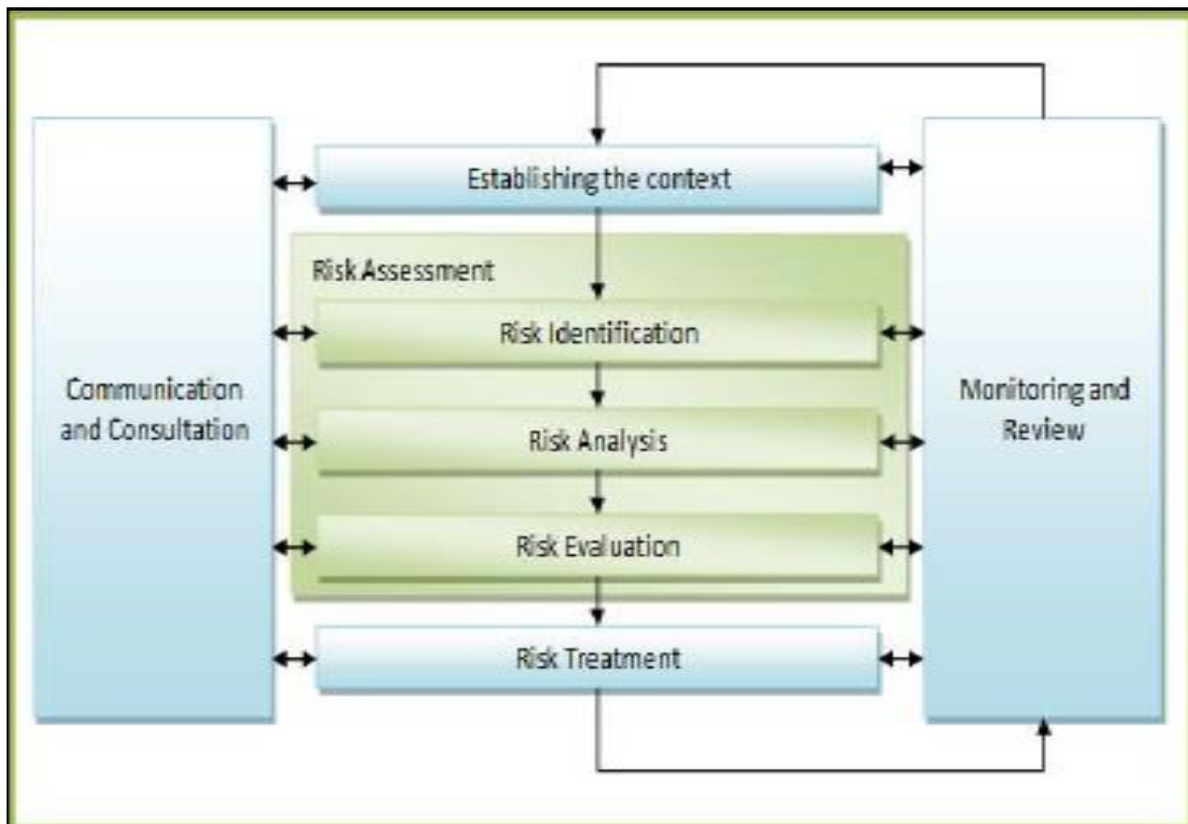 Establishing the context
Risk Assessment
Risk Identification
Communication
and Consultation
Monitoring and
Review
Risk Analysis
Risk Evaluation
Risk Treatment